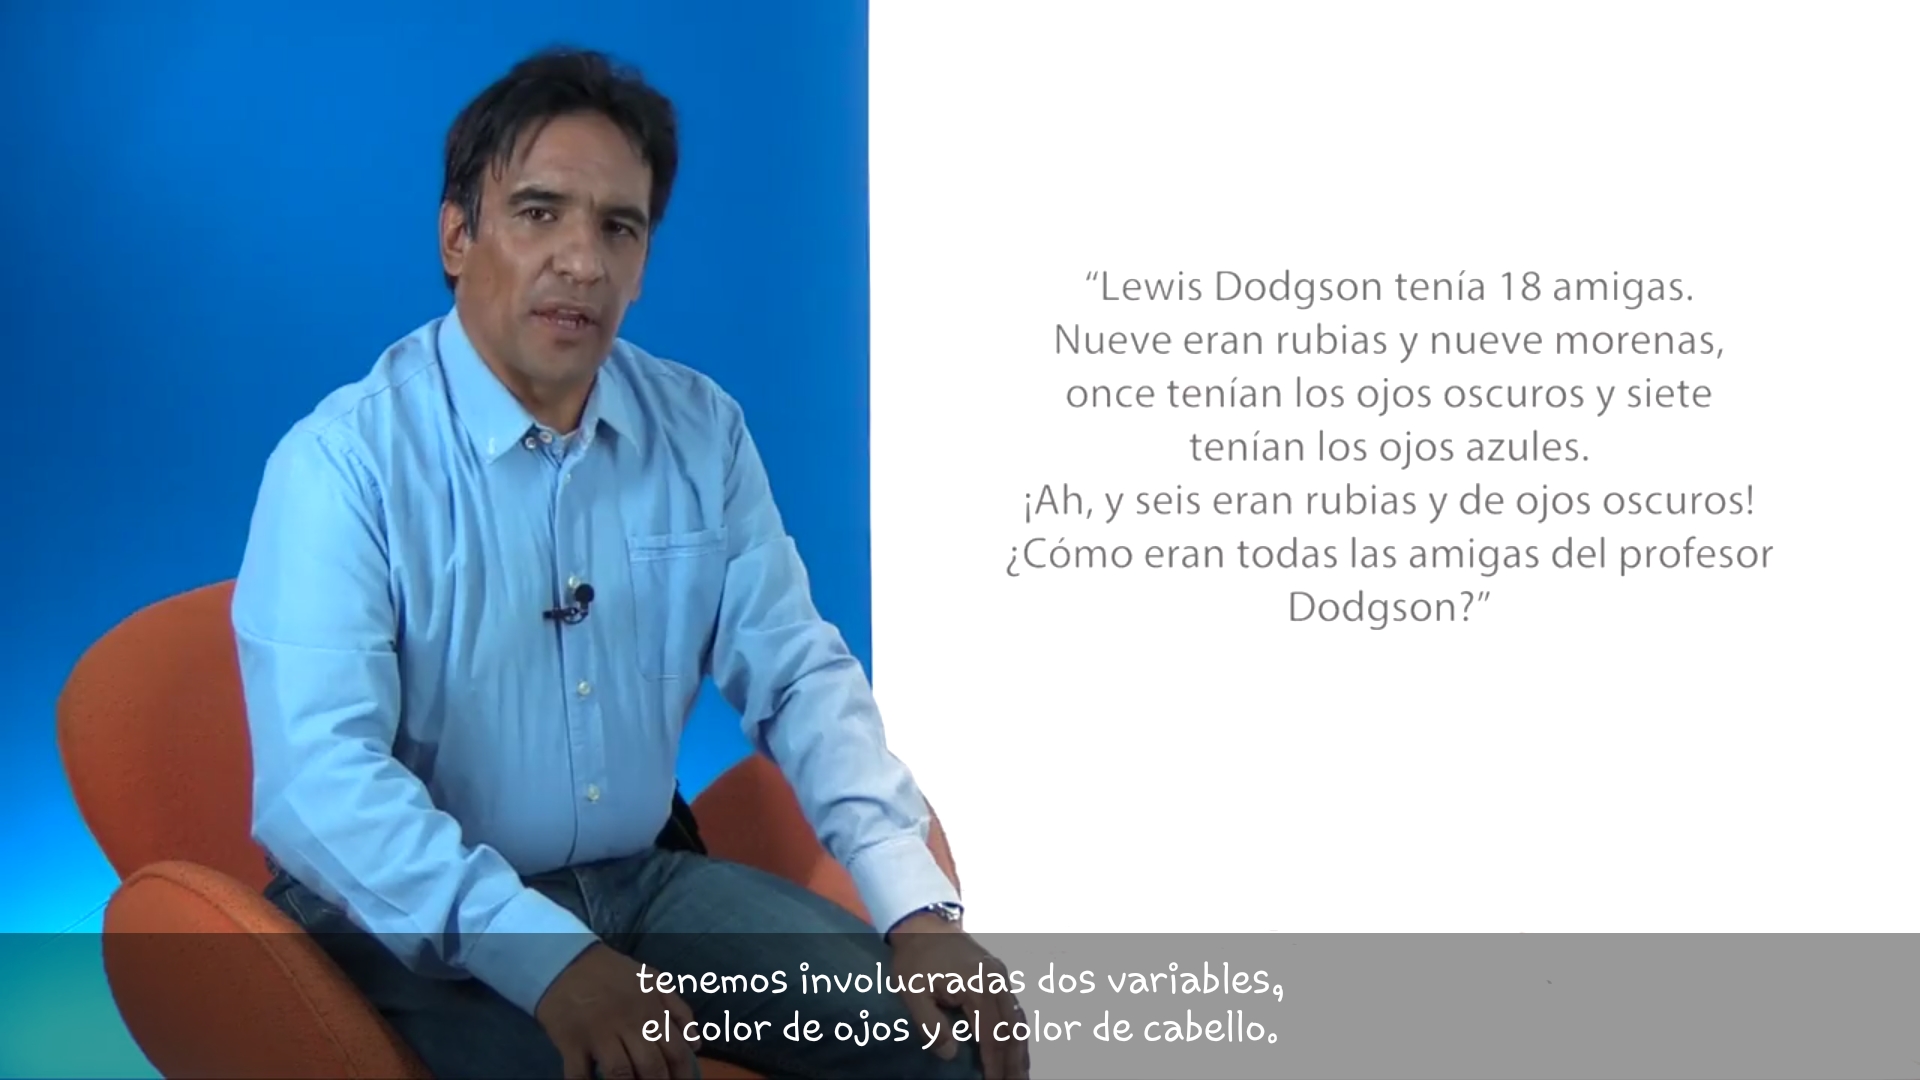 “Lewis Dodgson tenía 18 amigas.
Nueve eran rubias y nueve morenas,
once tenían los ojos oscuros y siete
tenían los ojos azules.
¡Ah, y seis eran rubias y de ojos oscuros!
¿Cómo eran todas las amigas del profesor
Dodgson?”
tenemos involucradas dos variables,
el color de ojos y el color de cabello.